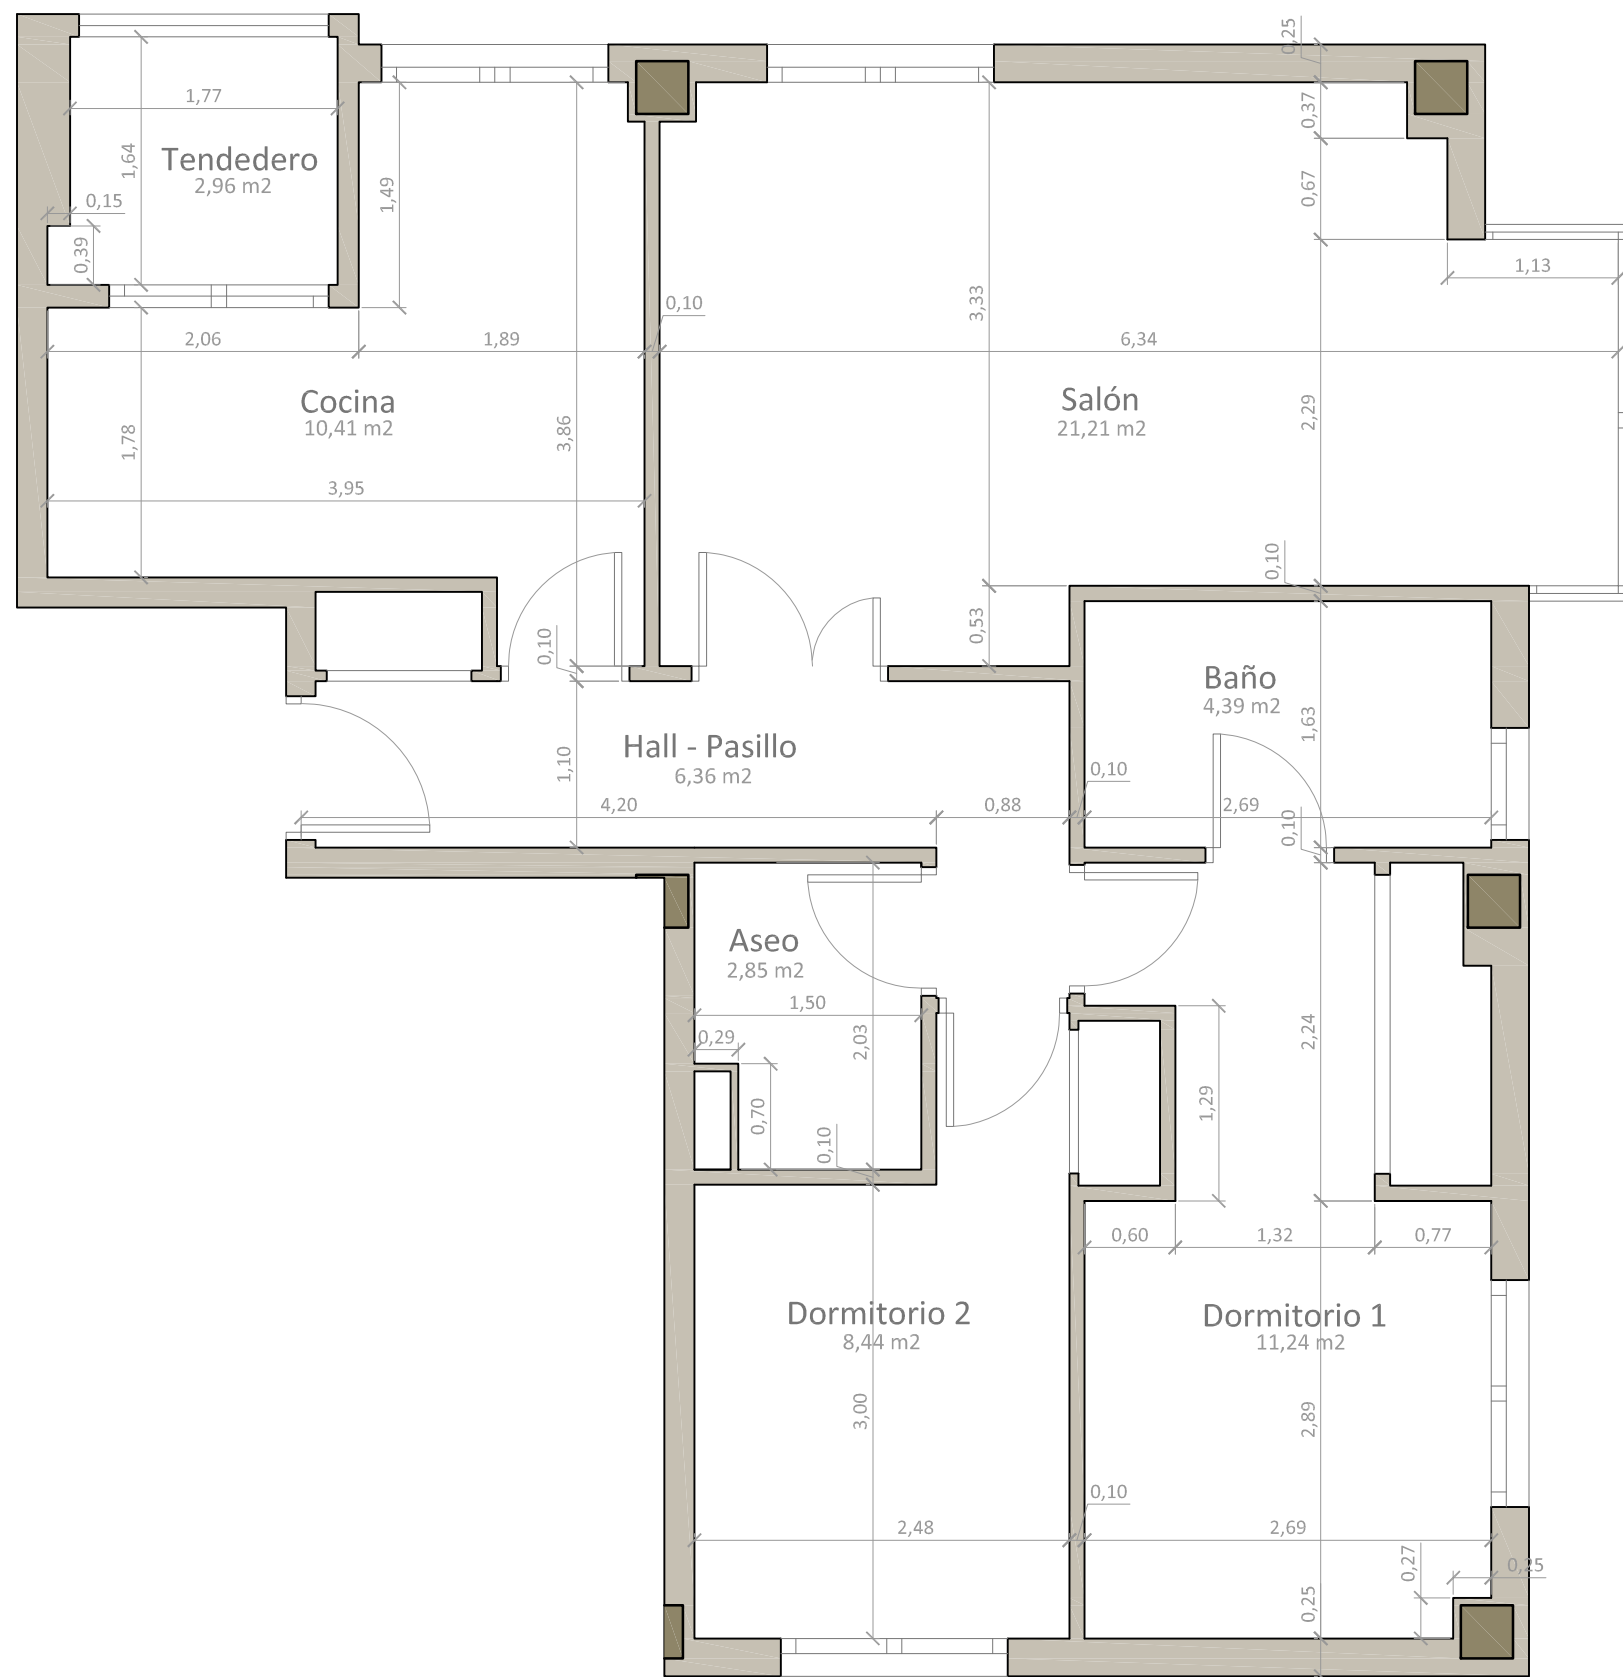 0,25
1,77
0,37
1,64
Tendedero
2,96 m2
1,49
0,67
0,15
0,39
1,13
3,33
0,10
2,06
1,89
6,34
Cocina
10,41 m2
Salón
21,21 m2
2,29
1,78
3,86
3,95
0,10
0,53
0,10
Baño
4,39 m2
1,63
Hall - Pasillo
6,36 m2
1,10
0,10
4,20
0,88
2,69
0,10
Aseo
2,85 m2
1,50
0,29
2,03
2,24
1,29
0,70
0,10
0,60
1,32
0,77
Dormitorio 2
8,44 m2
Dormitorio 1
11,24 m2
3,00
2,89
0,10
2,48
2,69
0,27
0,25
0,25